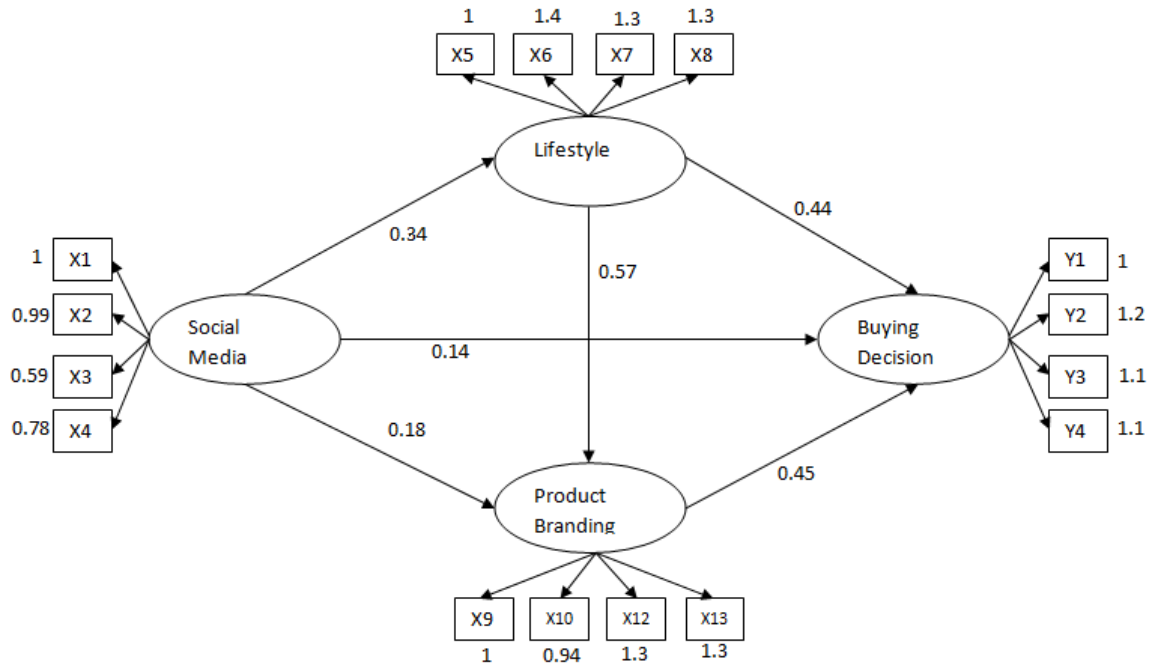 1 1.4 1.3 1.3
X5 X6 X7 X8
Lifestyle
0.34
0.44
0.57
1 X1
0.99 X2
0.59 X3
0.78 X4
Social
Media
0.14
0.18
Buying
Decision
Y1 1
Y2 1.2
Y3 1.1
Y4 1.1
0.45
Product
Branding
X9 X10 X12 X13
1 0.94 1.3 1.3